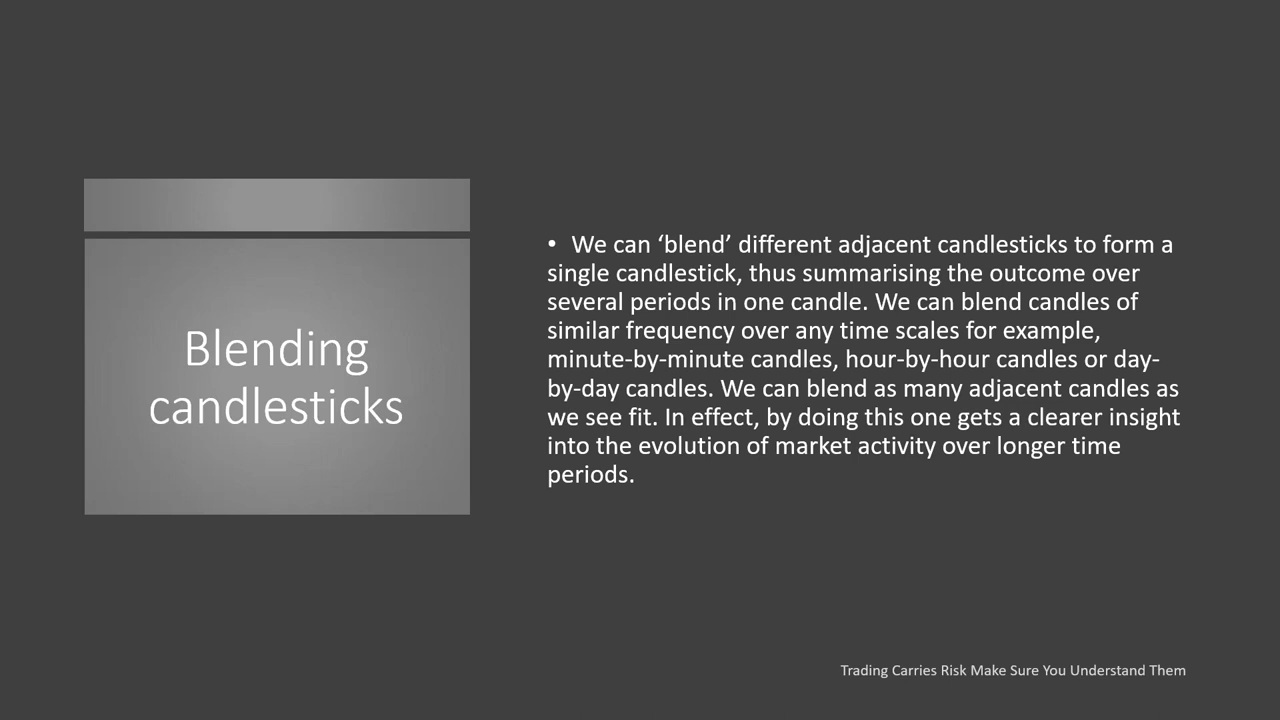 Blending
candlesticks
• We can ‘blend’ different adjacent candlesticks to form a
single candlestick, thus summarising the outcome over
several periods in one candle. We can blend candles of
similar frequency over any time scales for example,
minute-by-minute candles, hour-by-hour candles or day-
by-day candles. We can blend as many adjacent candles as
we see fit. In effect, by doing this one gets a clearer insight
into the evolution of market activity over longer time
periods.
Trading Carries Risk Make Sure You Understand Them